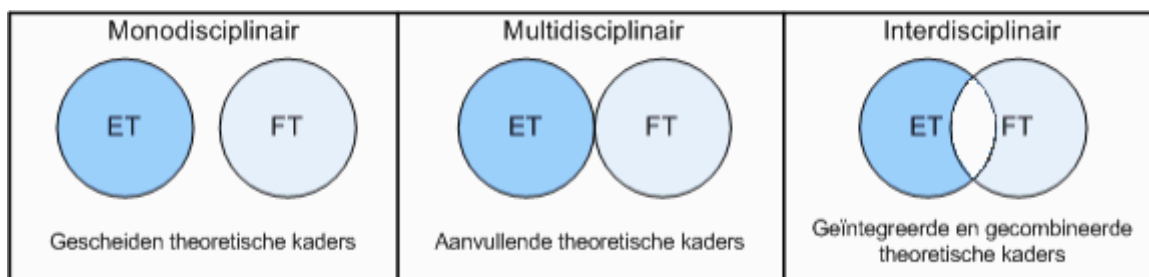 Monodisciplinair
ET
FT
Gescheiden theoretische kaders
Multidisciplinair
ET
FT
Aanvullende theoretische kaders
Interdisciplinair
ET
FT
Geïntegreerde en gecombineerde
theoretische kaders